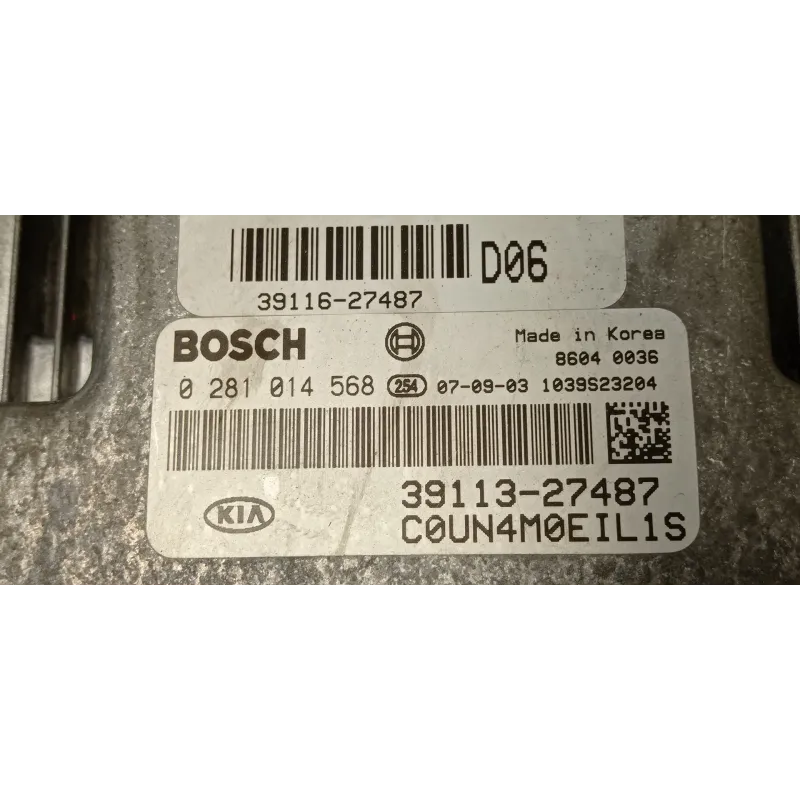 D06
39116-27487
BOSCH
Made in Korea
8604 0036
0 281 014 568 254 07-09-03 1039S23204
39113-27487
KIA
C0UN4M0EIL1S